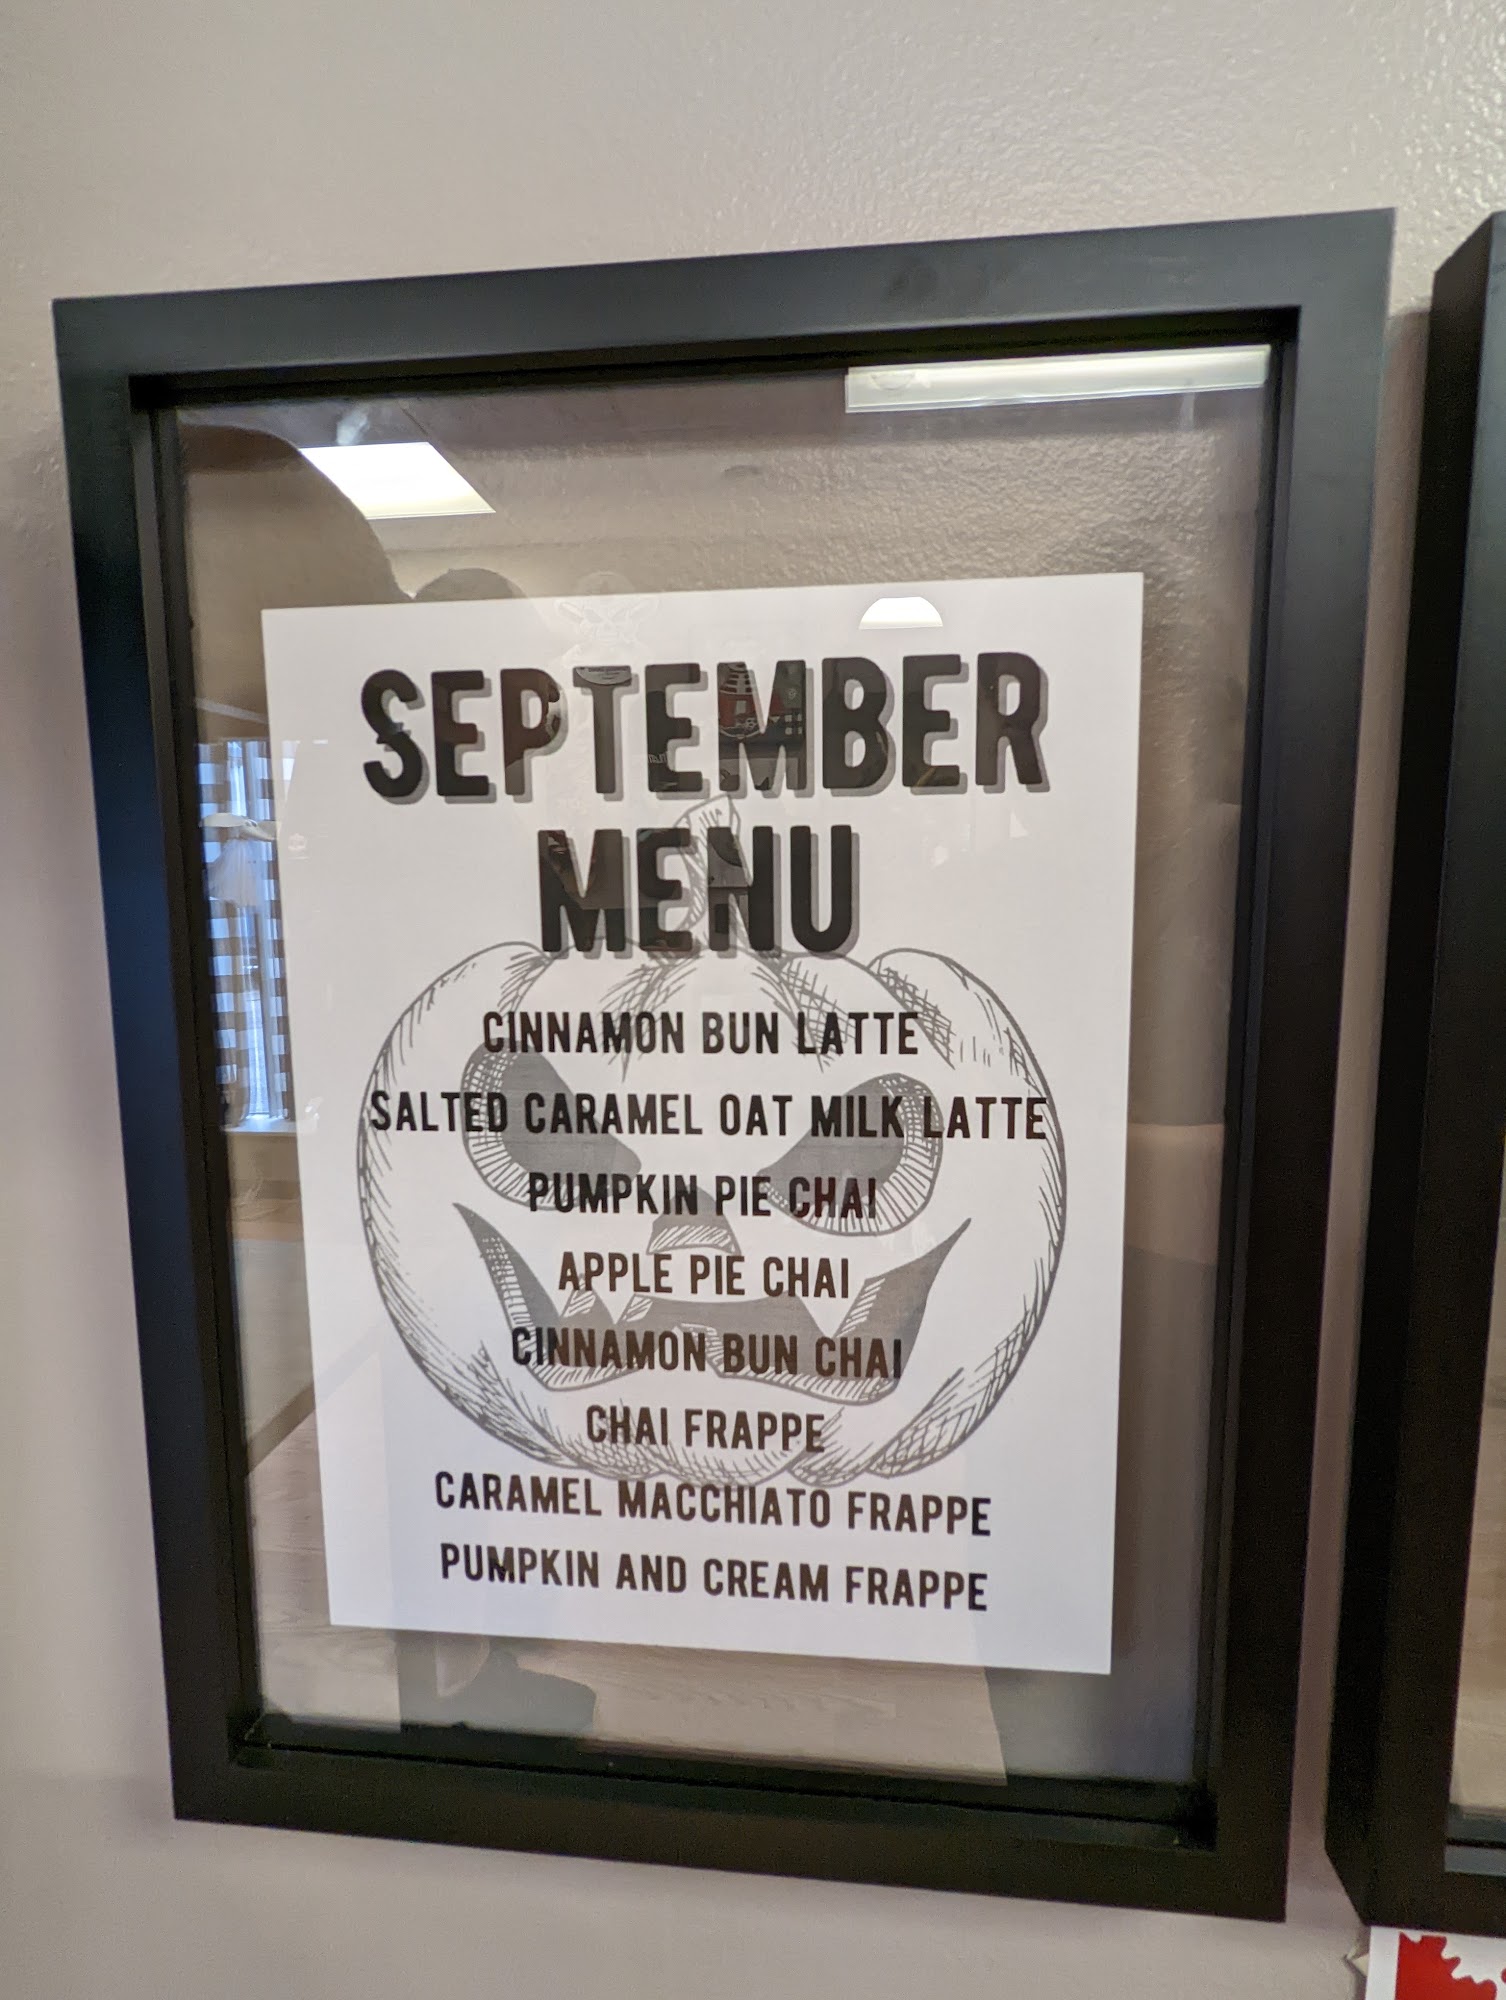 SEPTEMBER
MENU
CINNAMON BUN LATTE
SALTED CARAMEL OAT MILK LATTE
PUMPKIN PIE CHAI
APPLE PIE CHAI
CINNAMON BUN CHAI
CHAI FRAPPE
CARAMEL MACCHIATO FRAPPE
PUMPKIN AND CREAM FRAPPE